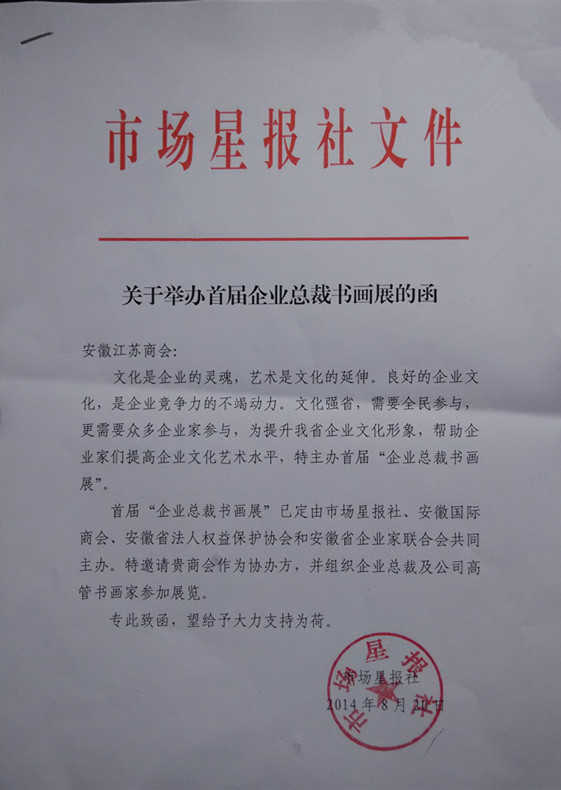 市场星报社文件
关于举办首届企业总裁书画展的函
安徽江苏商会：
文化是企业的灵魂，艺术是文化的延伸。良好的企业文
化，是企业竞争力的不竭动力。文化强省，需要全民参与，
更需要众多企业家参与，为提升我省企业文化形象，帮助企
业家们提高企业文化艺术水平，特主办首届“企业总裁书画
展”。
首届“企业总裁书画展”已定由市场星报社、安徽国际
商会、安徽省法人权益保护协会和安徽省企业家联合会共同
主办。特邀请贵商会作为协办方，并组织企业总裁及公司高
管书画家参加展览。
专此致函，望给予大力支持为荷。
市场星报社
2014年8月20日
市场星报社